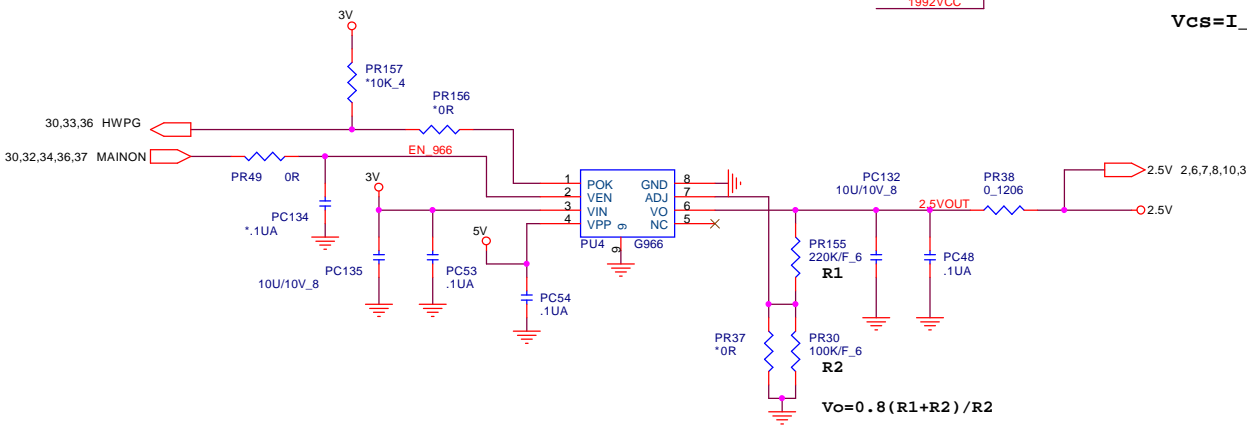 1992VCC
Vcs=I_
3V
PR157
*10K_4
PR156
*0R
30,33,36 HWPG
30,32,34,36,37 MAINON
EN_966
PR49 0R
3V
PC134
*.1UA
1 POK GND 8
2 VEN ADJ 7
3 VIN VO 6
4 VPP NC 5
9
9
PU4 G966
5V
PC135
10U/10V_8
PC53
.1UA
PC54
.1UA
PC132
10U/10V_8
PR38
0_1206
2.5V 2,6,7,8,10,3
2.5VOUT
2.5V
PR155
220K/F_6
R1
PC48
.1UA
PR37
*0R
PR30
100K/F_6
R2
Vo=0.8(R1+R2)/R2